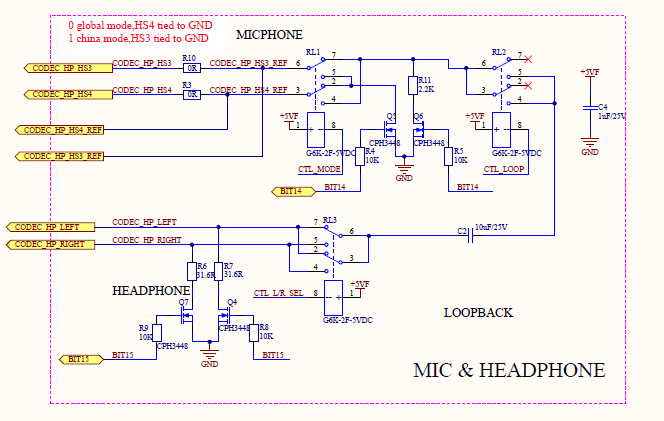 0 global mode,HS4 tied to GND
1 china mode,HS3 tied to GND
MICPHONE
RL1
RL2
R10
CODEC_HP_HS3
CODEC_HP_HS3
0R
CODEC_HP_HS3_REF
6
7
5
2
R3
CODEC_HP_HS4
CODEC_HP_HS4
0R
CODEC_HP_HS4_REF
3
4
R11
2.2K
6
7
5
2
3
4
+5VF
C4
1uF/25V
GND
CODEC_HP_HS4_REF
CODEC_HP_HS3_REF
+5VF
1
8
Q5
Q6
CPH3448
CPH3448
G6K-2F-5VDC
R4
10K
R5
10K
+5VF
1
8
G6K-2F-5VDC
CTL_MODE
CTL_LOOP
GND
BIT14
BIT14
BIT14
CODEC_HP_LEFT
CODEC_HP_LEFT
CODEC_HP_RIGHT
CODEC_HP_RIGHT
RL3
7
6
5
2
3
4
C2
10uF/25V
R6
31.6R
R7
31.6R
HEADPHONE
CTL_L/R_SEL
8
1
+5VF
G6K-2F-5VDC
LOOPBACK
Q7
Q4
R9
10K
CPH3448
CPH3448
R8
10K
BIT15
BIT15
BIT15
GND
MIC & HEADPHONE